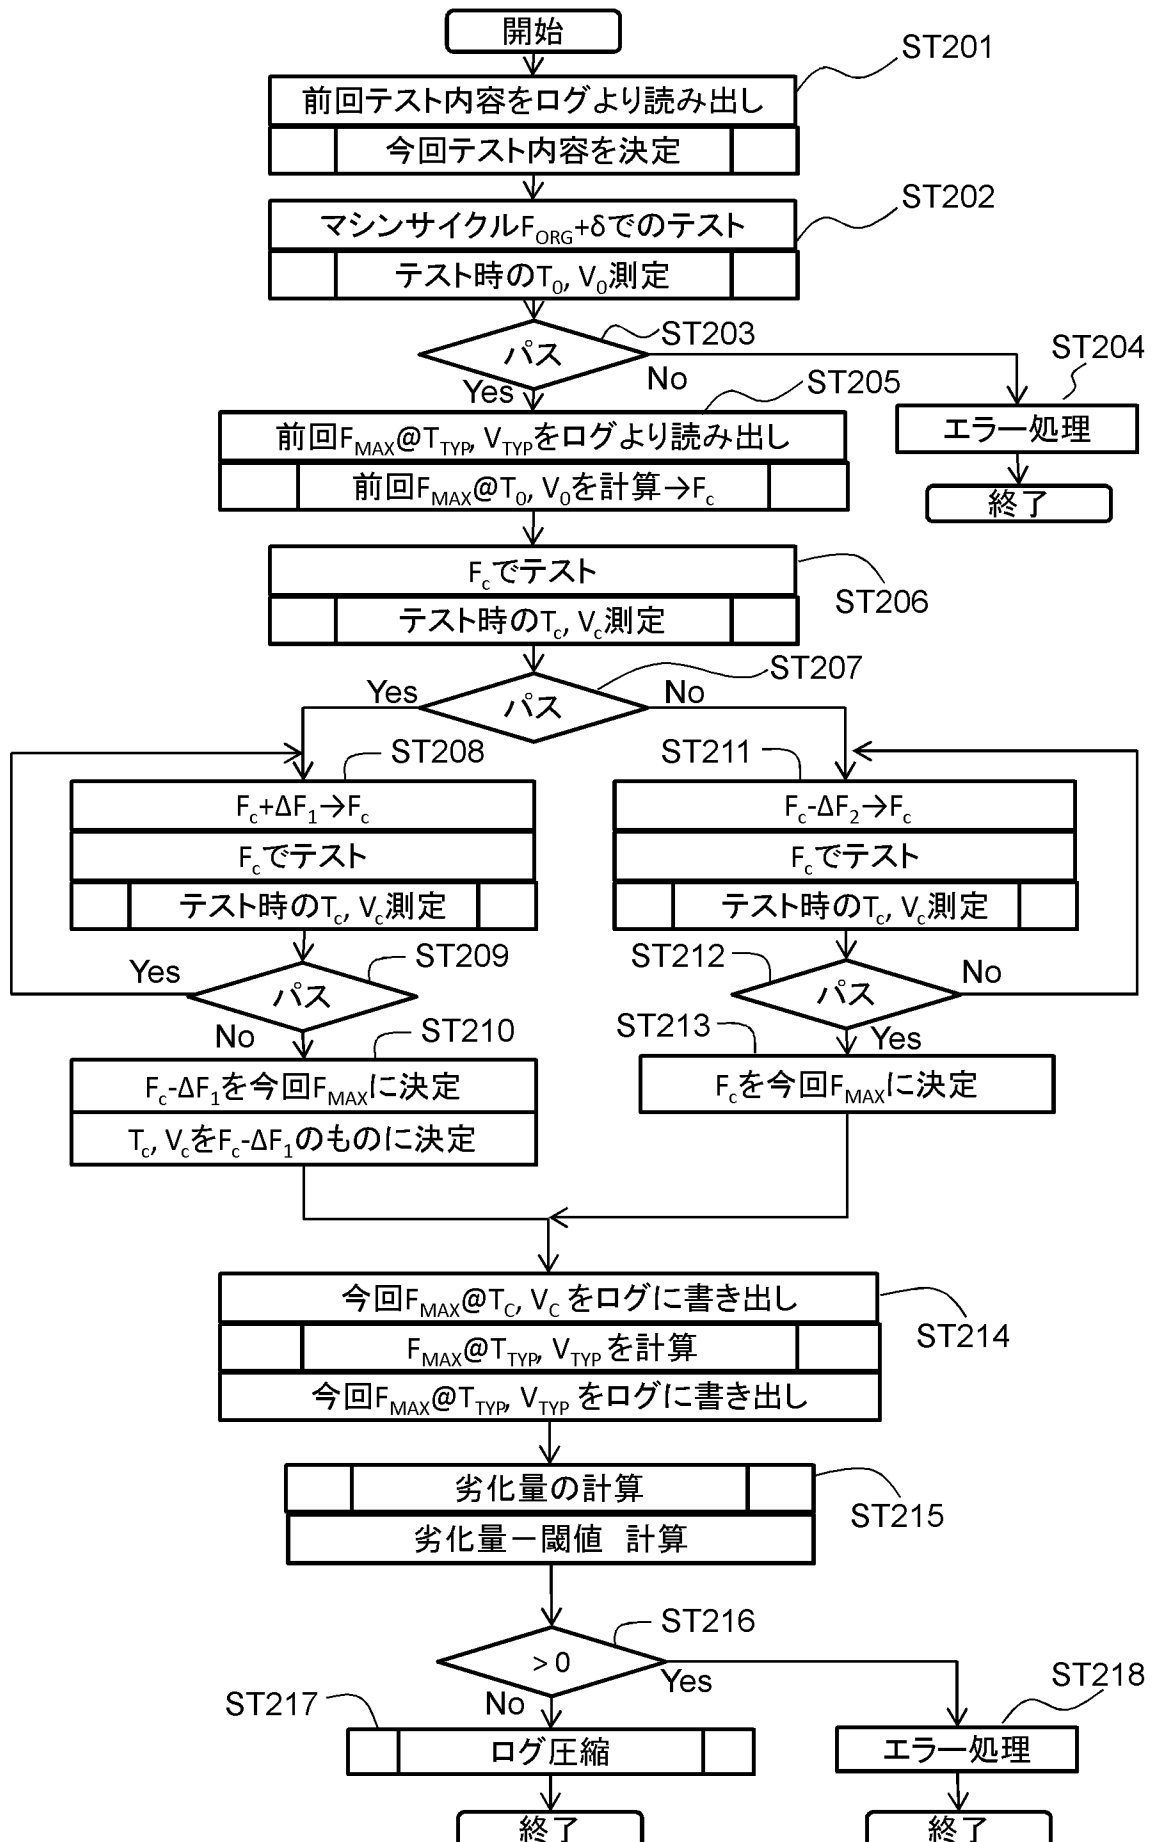 開始
ST201
前回テスト内容をログより読み出し
今回テスト内容を決定
ST202
マシンサイクルF_ORG+δでのテスト
テスト時のT_0, V_0測定
ST203
パス
Yes
No
ST204
エラー処理
終了
ST205
前回F_MAX@T_TYP, V_TYPをログより読み出し
前回F_MAX@T_0, V_0を計算→F_c
F_cでテスト
テスト時のT_c, V_c測定
ST206
ST207
パス
Yes
No
ST208
F_c+ΔF_1→F_c
F_cでテスト
テスト時のT_c, V_c測定
ST209
パス
Yes
No
ST210
F_c-ΔF_1を今回F_MAXに決定
T_c, V_cをF_c-ΔF_1のものに決定
ST211
F_c-ΔF_2→F_c
F_cでテスト
テスト時のT_c, V_c測定
ST212
パス
No
Yes
ST213
F_cを今回F_MAXに決定
今回F_MAX@T_C, V_C をログに書き出し
F_MAX@T_TYP, V_TYP を計算
今回F_MAX@T_TYP, V_TYP をログに書き出し
ST214
劣化量の計算
劣化量－閾値 計算
ST215
ST216
> 0
Yes
No
ST217
ログ圧縮
終了
ST218
エラー処理
終了